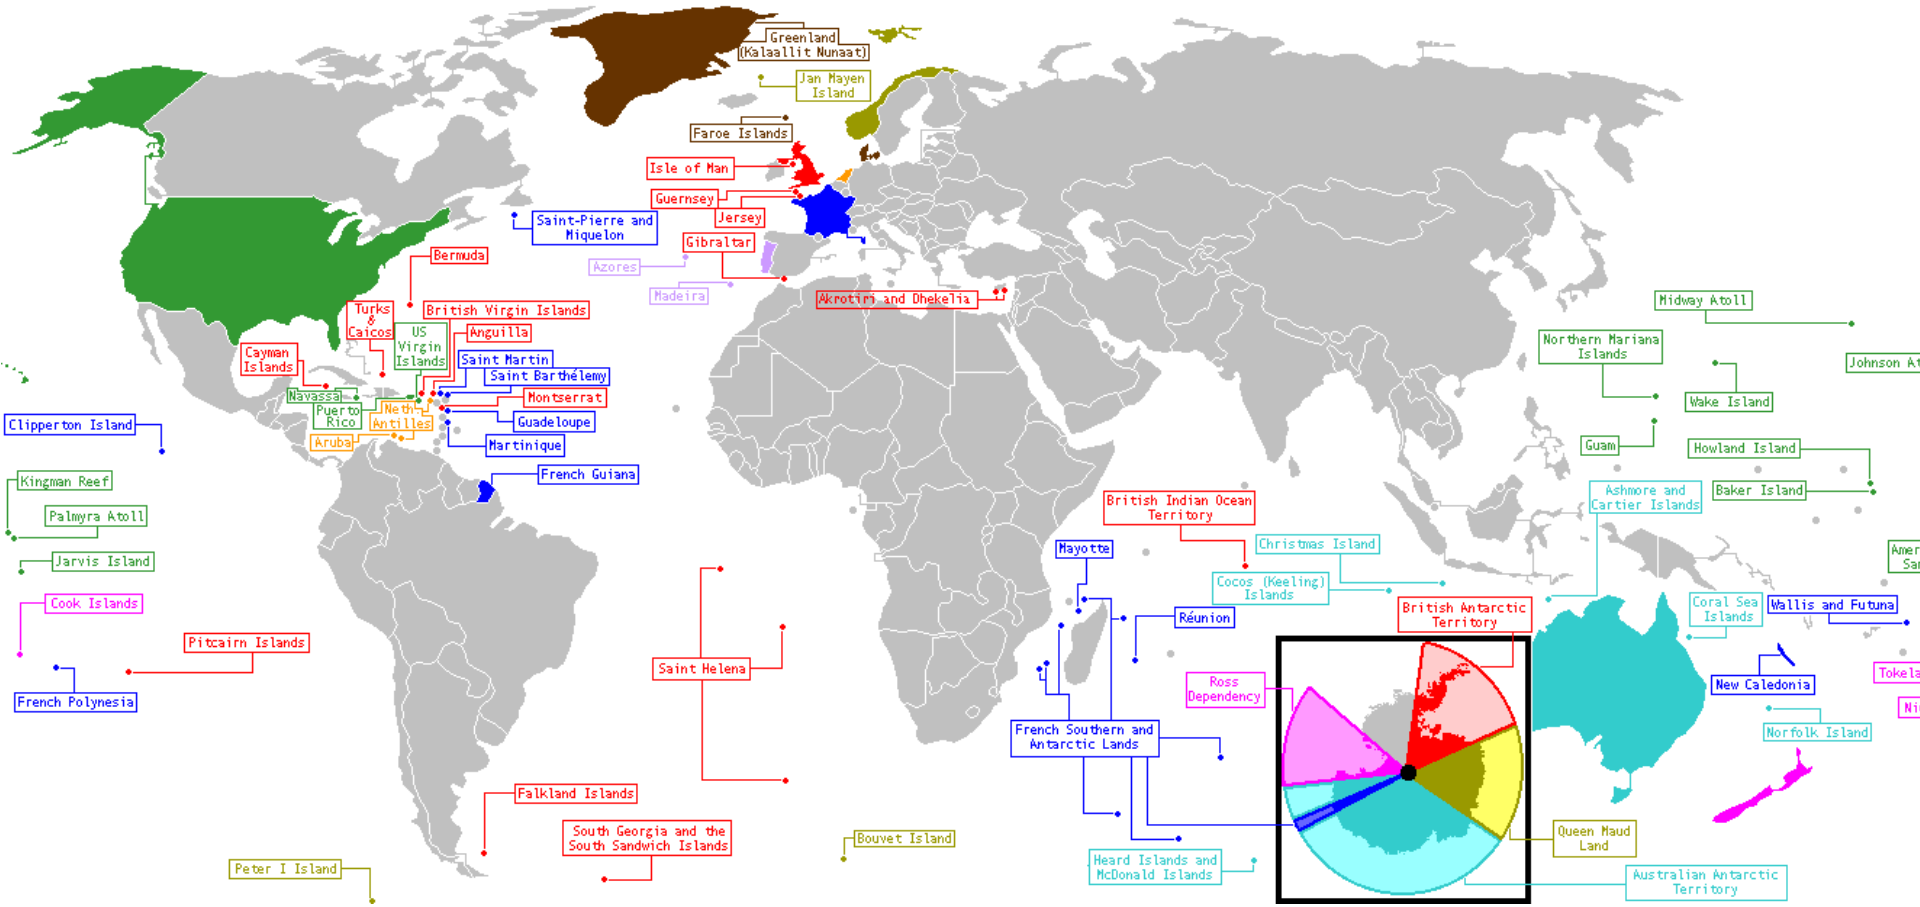 Greenland
(Kalaallit Nunaat)
Jan Mayen
Island
Faroe Islands
Isle of Man
Guernsey
Jersey
Saint-Pierre and
Miquelon
Gibraltar
Bermuda
Azores
Madeira
Akrotiri and Dhekelia
Turks
&
Caicos
British Virgin Islands
US
Virgin
Islands
Anguilla
Cayman
Islands
Saint Martin
Saint Barthélemy
Navassa
Montserrat
Puerto
Rico
Neth
Antilles
Guadeloupe
Aruba
Martinique
Clipperton Island
French Guiana
Kingman Reef
Palmyra Atoll
Jarvis Island
Cook Islands
Pitcairn Islands
French Polynesia
Saint Helena
Falkland Islands
South Georgia and the
South Sandwich Islands
Peter I Island
Bouvet Island
Midway Atoll
Northern Mariana
Islands
Johnson At
Wake Island
Guam
Howland Island
Baker Island
Ashmore and
Cartier Islands
British Indian Ocean
Territory
Christmas Island
Mayotte
Cocos (Keeling)
Islands
Amer
Sa
Réunion
British Antarctic
Territory
Coral Sea
Islands
Wallis and Futuna
Ross
Dependency
New Caledonia
Tokela
Ni
French Southern and
Antarctic Lands
Norfolk Island
Queen Maud
Land
Heard Islands and
McDonald Islands
Australian Antarctic
Territory